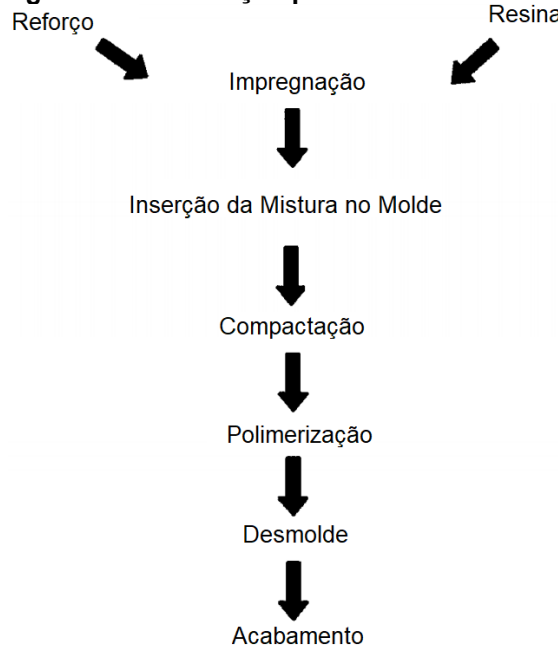 Reforço
Resina
Impregnação
Inserção da Mistura no Molde
Compactação
Polimerização
Desmolde
Acabamento